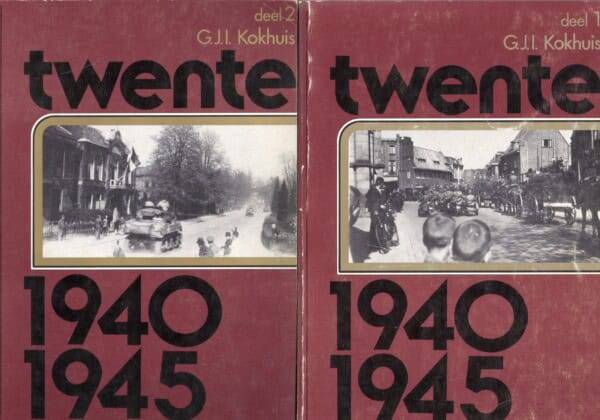 deel 2
G.J.I. Kokhuis
twente
1940
1945
deel 1
G.J.I. Kokhuis
twente
1940
1945